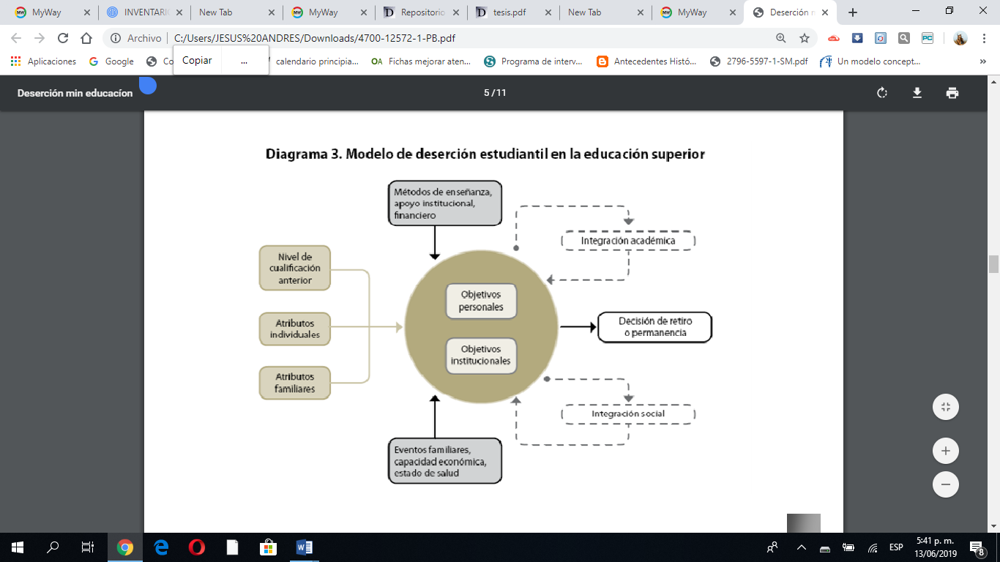 MyWay
INVENTARI
New Tab
MyWay
Repositorio
tesis.pdf
New Tab
MyWay
Deserción m
Archivo
C:/Users/JESUS%20ANDRES/Downloads/4700-12572-1-PB.pdf
Aplicaciones
Google
Co
Copiar
...
calendario principia...
OA Fichas mejorar aten...
Programa de interv...
Antecedentes Histó...
2796-5597-1-SM.pdf
Un modelo concept...
»
Deserción min educacíon
5 / 11
Diagrama 3. Modelo de deserción estudiantil en la educación superior
Métodos de enseñanza,
apoyo institucional,
financiero
Integración académica
Nivel de
cualificación
anterior
Objetivos
personales
Atributos
individuales
Decisión de retiro
o permanencia
Objetivos
institucionales
Atributos
familiares
Integración social
Eventos familiares,
capacidad económica,
estado de salud
ESP
5:41 p. m.
13/06/2019
8